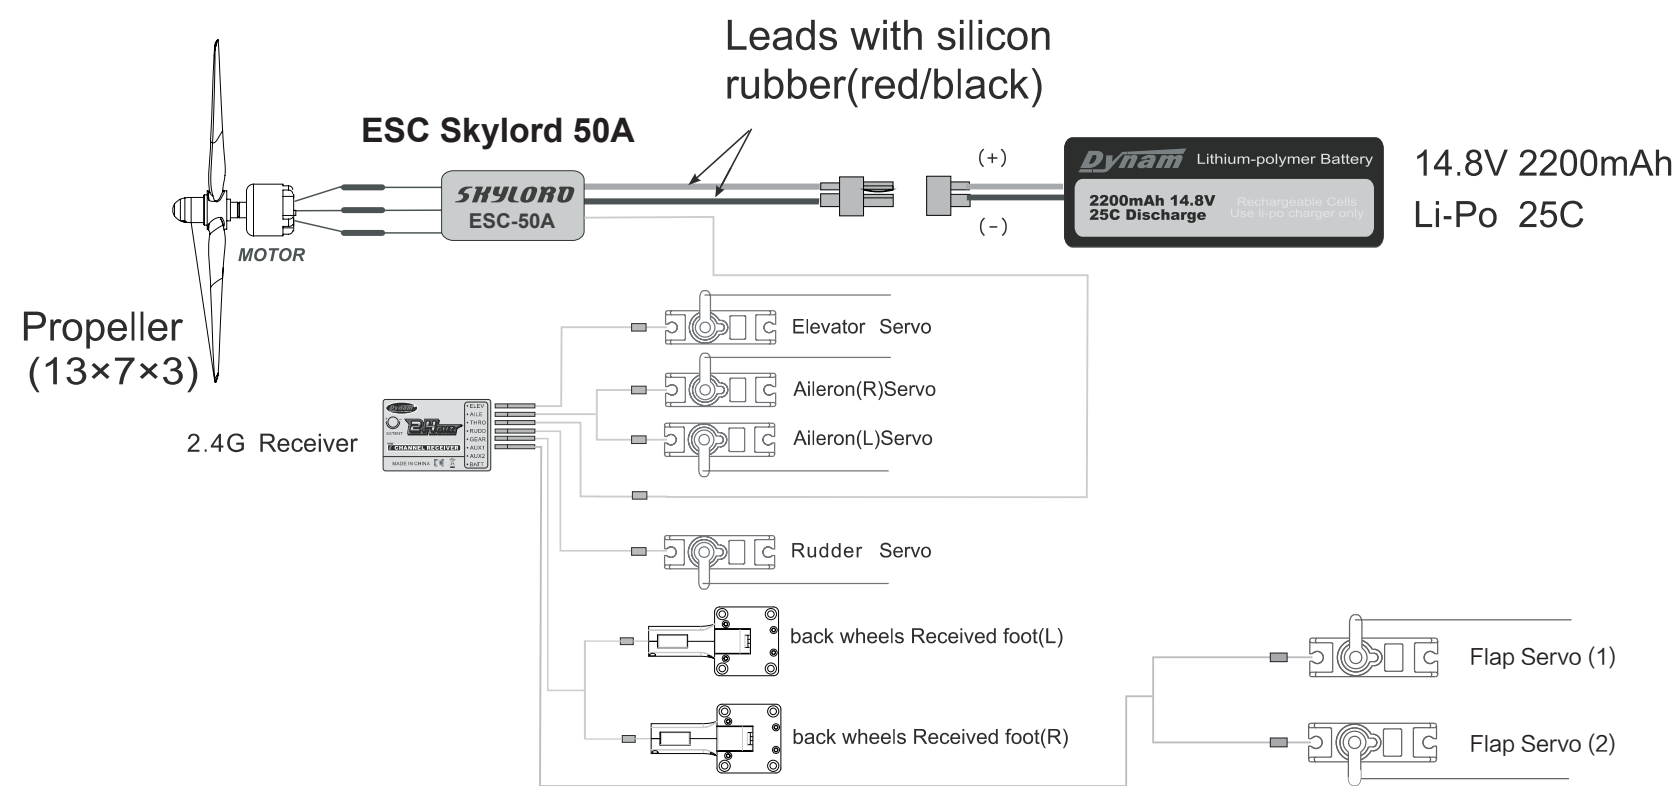 Leads with silicon
rubber(red/black)
ESC Skylord 50A
(+)
DYNAM Lithium-polymer Battery
14.8V 2200mAh
SKYLORD
ESC-50A
2200mAh 14.8V
25C Discharge
Rechargeable Cells
Use li-po charger only
Li-Po 25C
(-)
MOTOR
Propeller
(13×7×3)
Elevator Servo
Aileron(R)Servo
2.4G Receiver
Dynam
EXTENT
CHANNEL RECEIVER
MADE IN CHINA
• ELEV
• AILE
• THRO
• RUDD
• GEAR
• AUX1
• AUX2
• BATT
Aileron(L)Servo
Rudder Servo
back wheels Received foot(L)
Flap Servo (1)
back wheels Received foot(R)
Flap Servo (2)